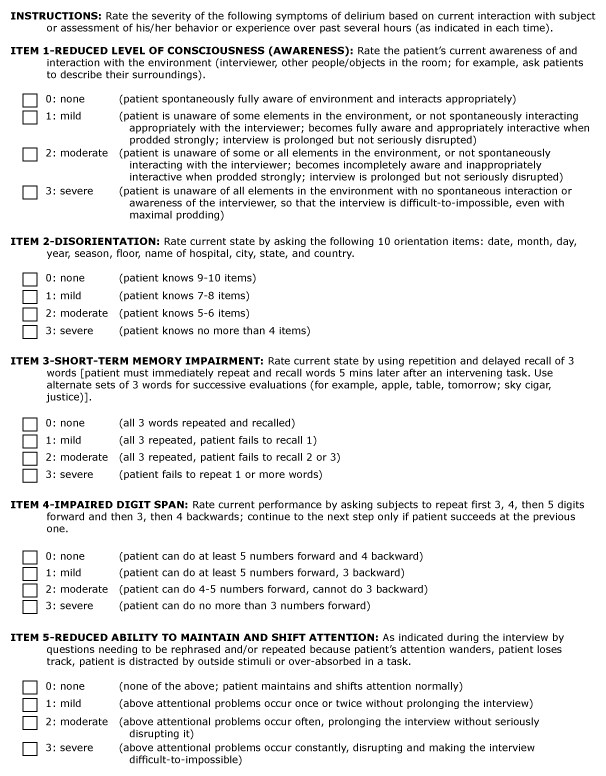 INSTRUCTIONS: Rate the severity of the following symptoms of delirium based on current interaction with subject
or assessment of his/her behavior or experience over past several hours (as indicated in each time).
ITEM 1-REDUCED LEVEL OF CONSCIOUSNESS (AWARENESS): Rate the patient's current awareness of and
interaction with the environment (interviewer, other people/objects in the room; for example, ask patients
to describe their surroundings).
0: none (patient spontaneously fully aware of environment and interacts appropriately)
1: mild (patient is unaware of some elements in the environment, or not spontaneously interacting
appropriately with the interviewer; becomes fully aware and appropriately interactive when
prodded strongly; interview is prolonged but not seriously disrupted)
2: moderate (patient is unaware of some or all elements in the environment, or not spontaneously
interacting with the interviewer; becomes incompletely aware and inappropriately
interactive when prodded strongly; interview is prolonged but not seriously disrupted)
3: severe (patient is unaware of all elements in the environment with no spontaneous interaction or
awareness of the interviewer, so that the interview is difficult-to-impossible, even with
maximal prodding)
ITEM 2-DISORIENTATION: Rate current state by asking the following 10 orientation items: date, month, day,
year, season, floor, name of hospital, city, state, and country.
0: none (patient knows 9-10 items)
1: mild (patient knows 7-8 items)
2: moderate (patient knows 5-6 items)
3: severe (patient knows no more than 4 items)
ITEM 3-SHORT-TERM MEMORY IMPAIRMENT: Rate current state by using repetition and delayed recall of 3
words [patient must immediately repeat and recall words 5 mins later after an intervening task. Use
alternate sets of 3 words for successive evaluations (for example, apple, table, tomorrow; sky cigar,
justice)].
0: none (all 3 words repeated and recalled)
1: mild (all 3 repeated, patient fails to recall 1)
2: moderate (all 3 repeated, patient fails to recall 2 or 3)
3: severe (patient fails to repeat 1 or more words)
ITEM 4-IMPAIRED DIGIT SPAN: Rate current performance by asking subjects to repeat first 3, 4, then 5 digits
forward and then 3, then 4 backwards; continue to the next step only if patient succeeds at the previous
one.
0: none (patient can do at least 5 numbers forward and 4 backward)
1: mild (patient can do at least 5 numbers forward, 3 backward)
2: moderate (patient can do 4-5 numbers forward, cannot do 3 backward)
3: severe (patient can do no more than 3 numbers forward)
ITEM 5-REDUCED ABILITY TO MAINTAIN AND SHIFT ATTENTION: As indicated during the interview by
questions needing to be rephrased and/or repeated because patient's attention wanders, patient loses
track, patient is distracted by outside stimuli or over-absorbed in a task.
0: none (none of the above; patient maintains and shifts attention normally)
1: mild (above attentional problems occur once or twice without prolonging the interview)
2: moderate (above attentional problems occur often, prolonging the interview without seriously
disrupting it)
3: severe (above attentional problems occur constantly, disrupting and making the interview
difficult-to-impossible)